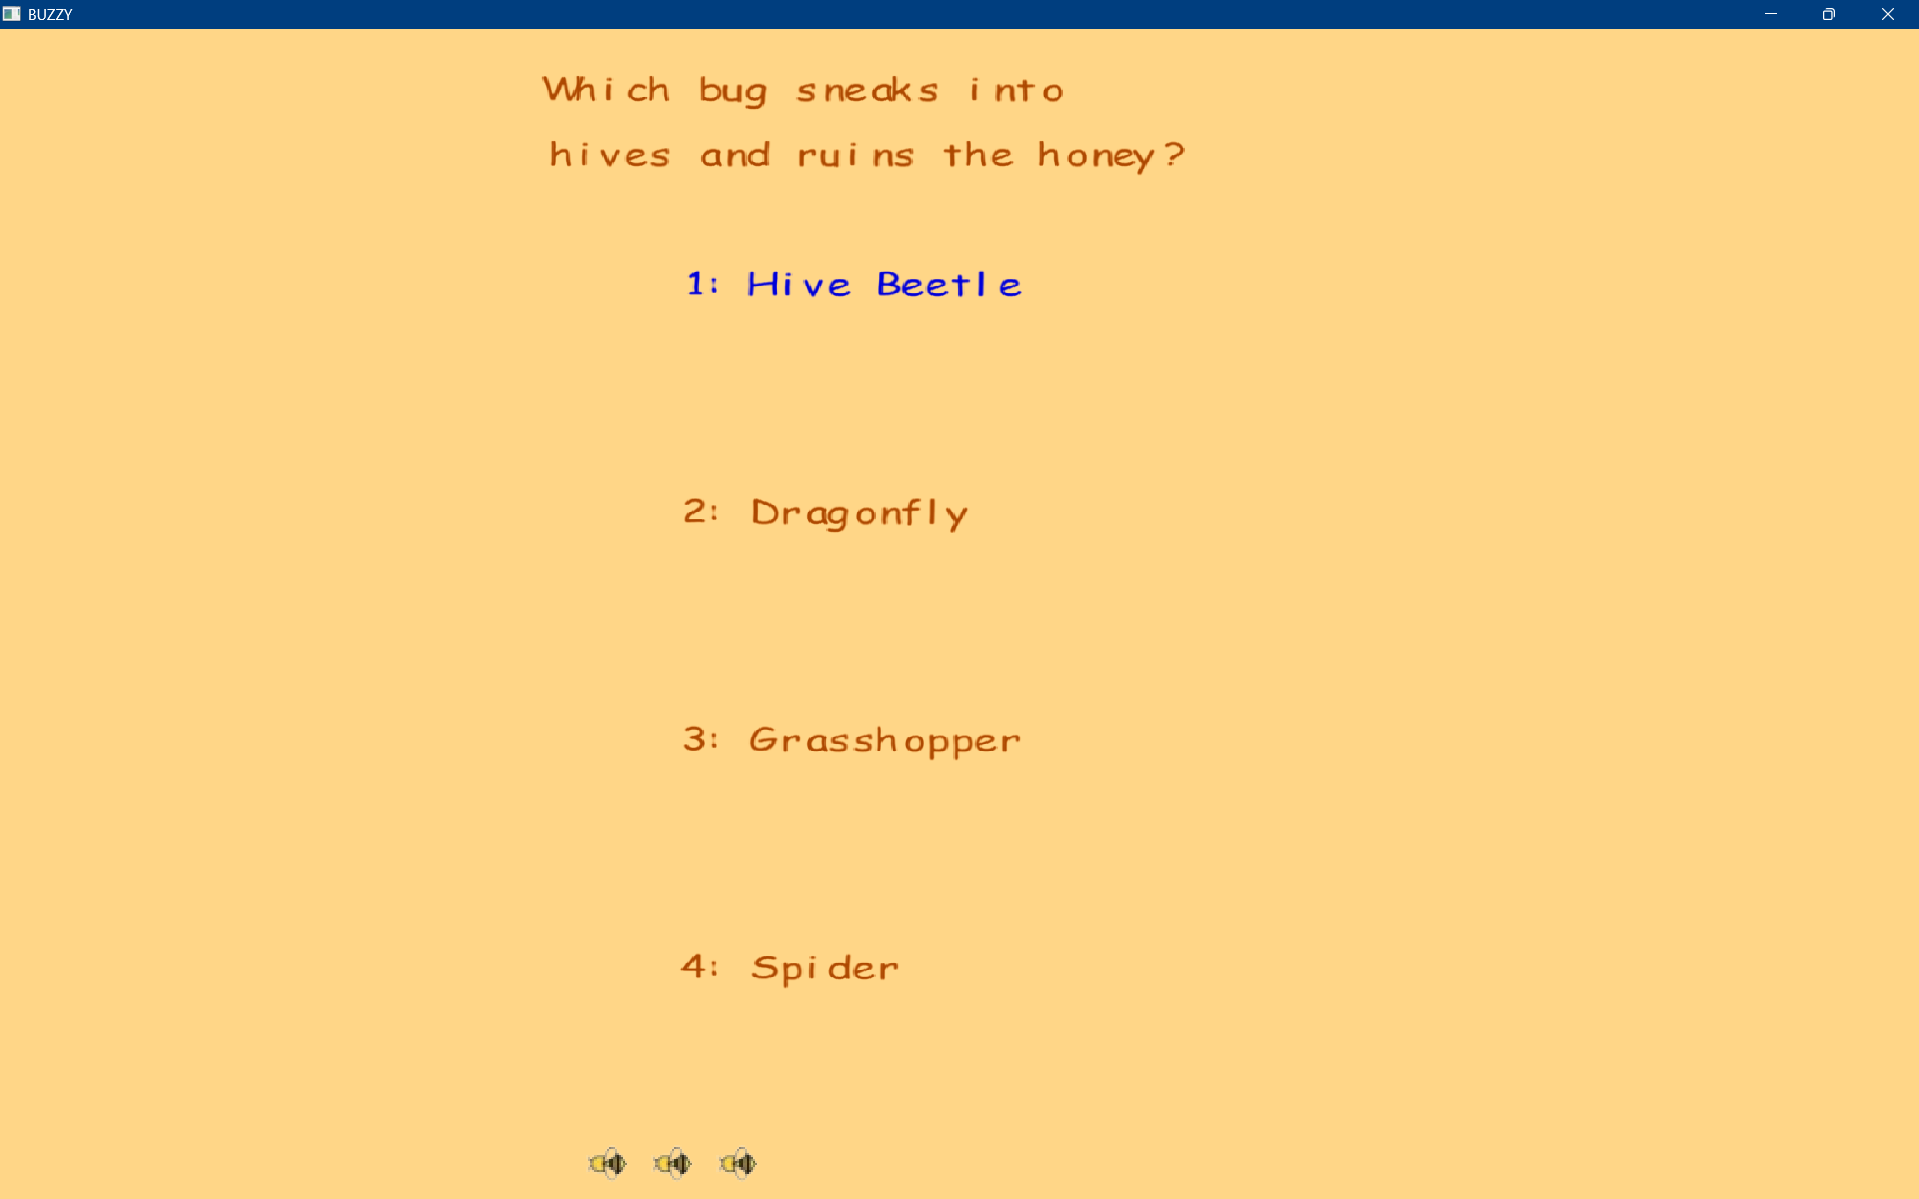 BUZZY
Which bug sneaks into
hives and ruins the honey?
1: Hive Beetle
2: Dragonfly
3: Grasshopper
4: Spider